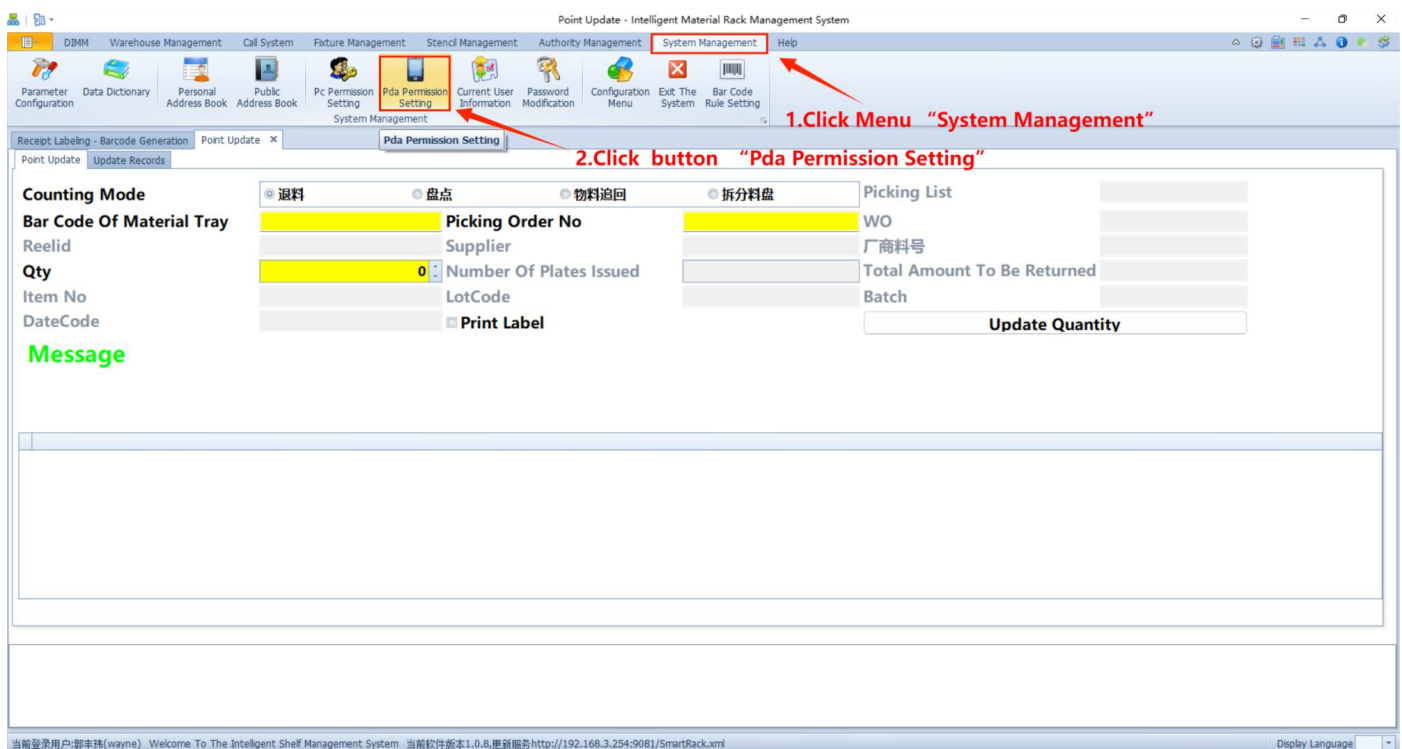 Point Update - Intelligent Material Rack Management System
DIMM Warehouse Management Call System Fixture Management Stencil Management Authority Management System Management Help
Parameter Configuration
Data Dictionary
Personal Address Book
Public Address Book
Pc Permission Setting
Pda Permission Setting
Current User Information
Password Modification
Configuration Menu
Exit The System
Bar Code Rule Setting
System Management
1.Click Menu “System Management”
Receipt Labeling - Barcode Generation Point Update
Pda Permission Setting
2.Click button “Pda Permission Setting”
Point Update Update Records
Counting Mode 退料 盘点 物料追回 拆分料盘 Picking List
Bar Code Of Material Tray Picking Order No WO
Reelid Supplier 厂商料号
Qty 0 Number Of Plates Issued Total Amount To Be Returned
Item No LotCode Batch
DateCode Print Label Update Quantity
Message
当前登录用户:郭丰玮(wayne) Welcome To The Intelligent Shelf Management System 当前软件版本1.0.8,更新服务http://192.168.3.254:9081/SmartRack.xml Display Language